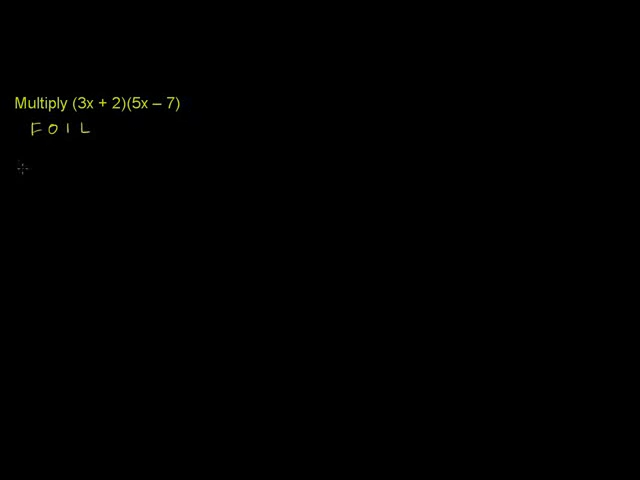 Multiply (3x + 2)(5x – 7)
F O I L